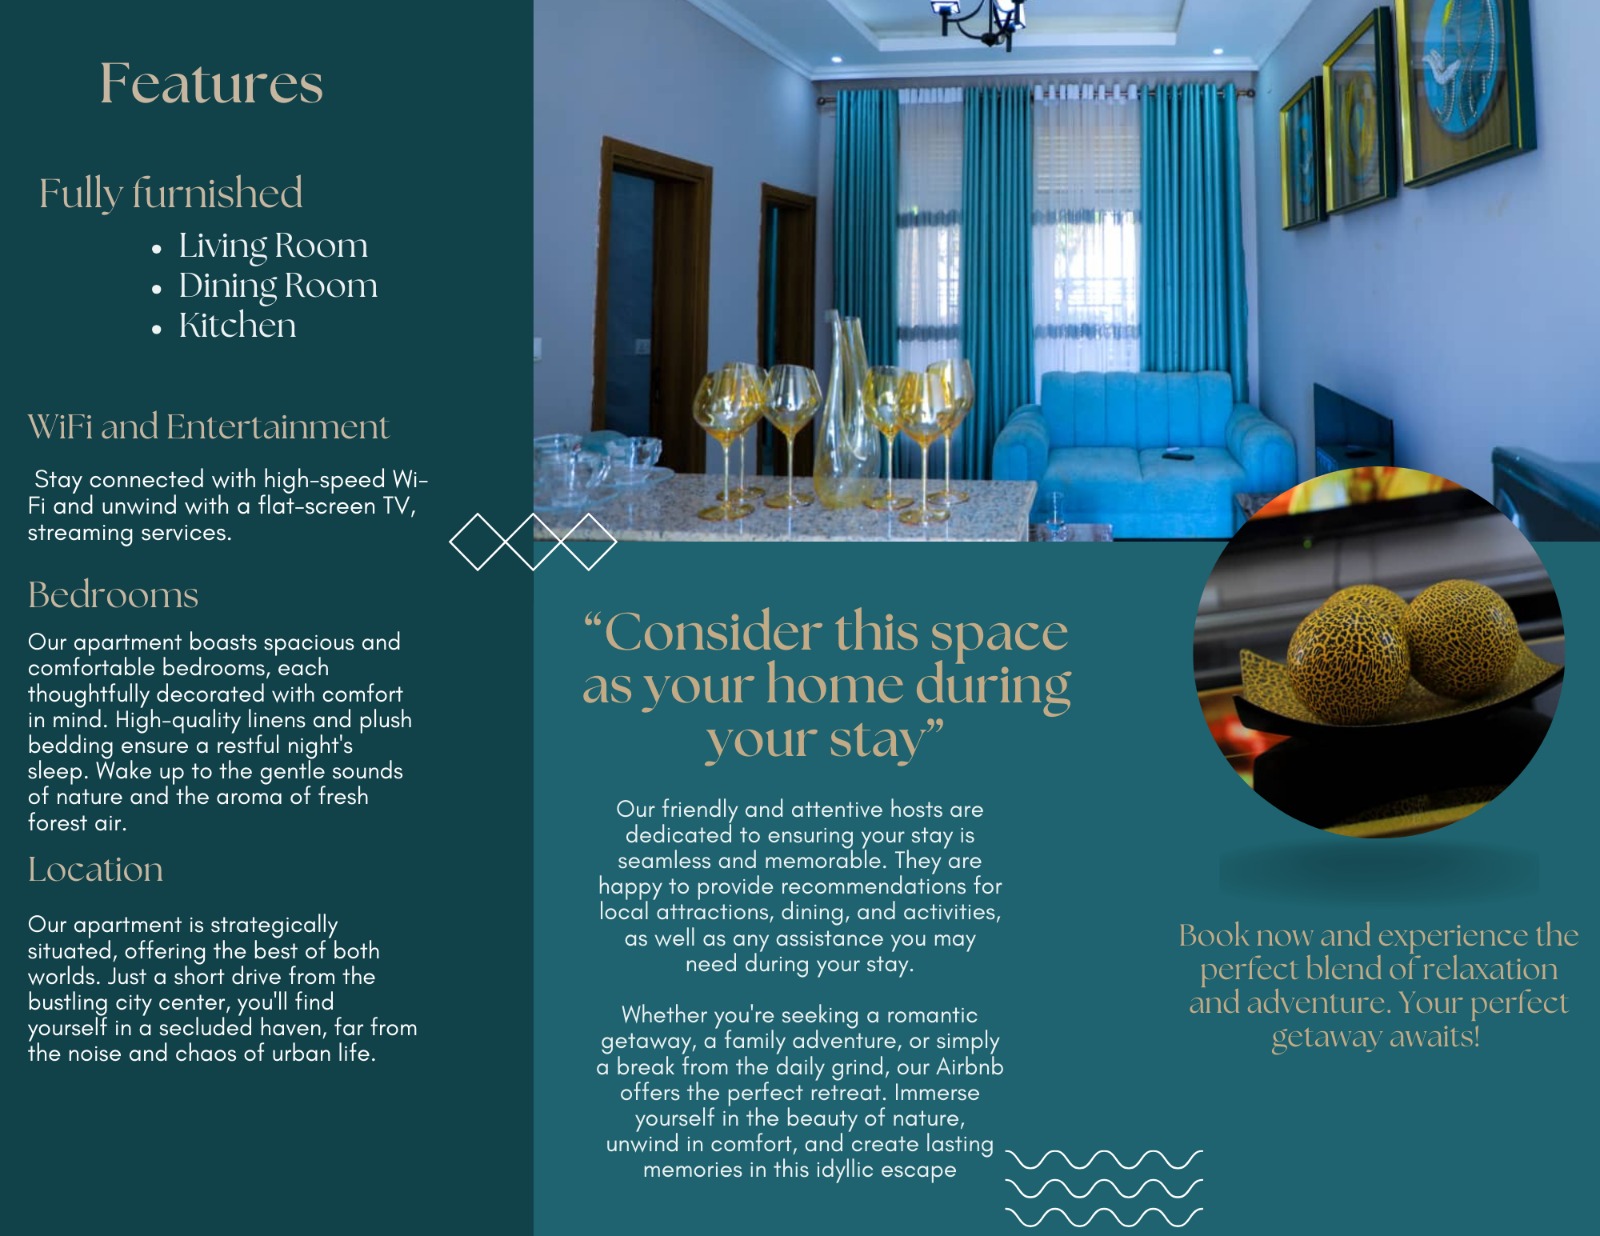 Features
Fully furnished
• Living Room
• Dining Room
• Kitchen
WiFi and Entertainment
Stay connected with high-speed Wi-
Fi and unwind with a flat-screen TV,
streaming services.
Bedrooms
Our apartment boasts spacious and
comfortable bedrooms, each
thoughtfully decorated with comfort
in mind. High-quality linens and plush
bedding ensure a restful night's
sleep. Wake up to the gentle sounds
of nature and the aroma of fresh
forest air.
Location
Our apartment is strategically
situated, offering the best of both
worlds. Just a short drive from the
bustling city center, you'll find
yourself in a secluded haven, far from
the noise and chaos of urban life.
“Consider this space
as your home during
your stay”
Our friendly and attentive hosts are
dedicated to ensuring your stay is
seamless and memorable. They are
happy to provide recommendations for
local attractions, dining, and activities,
as well as any assistance you may
need during your stay.
Whether you're seeking a romantic
getaway, a family adventure, or simply
a break from the daily grind, our Airbnb
offers the perfect retreat. Immerse
yourself in the beauty of nature,
unwind in comfort, and create lasting
memories in this idyllic escape
Book now and experience the
perfect blend of relaxation
and adventure. Your perfect
getaway awaits!